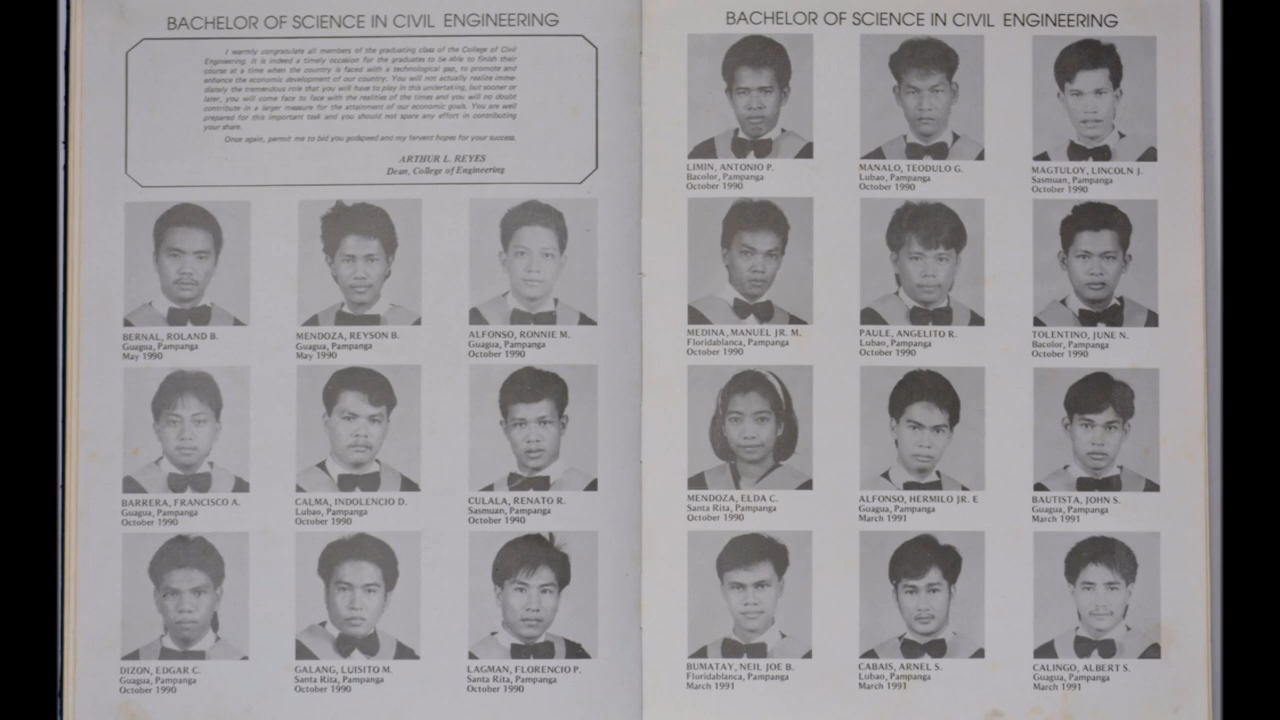 BACHELOR OF SCIENCE IN CIVIL ENGINEERING
I warmly congratulate all members of the graduating class of the College of Civil
Engineering. It is indeed a timely occasion for the graduates to be able to finish their
course at a time when the country is faced with a technological gap, to promote and
enhance the economic development of our country. You will not actually realize imme-
diately the tremendous role that you will have to play in this undertaking, but sooner or
later, you will come face to face with the realities of the times and you will no doubt
contribute in a larger measure for the attainment of our economic goals. You are well
prepared for this important task and you should not spare any effort in contributing
your share.
Once again, permit me to bid you godspeed and my fervent hopes for your success.
ARTHUR L. REYES
Dean, College of Engineering
BERNAL, ROLAND B.
Guagua, Pampanga
May 1990
MENDOZA, REYSON B.
Guagua, Pampanga
May 1990
ALFONSO, RONNIE M.
Guagua, Pampanga
October 1990
BARRERA, FRANCISCO A.
Guagua, Pampanga
October 1990
CALMA, INDOLENCIO D.
Lubao, Pampanga
October 1990
CULALA, RENATO R.
Sasmuan, Pampanga
October 1990
DIZON, EDGAR C.
Guagua, Pampanga
October 1990
GALANG, LUISITO M.
Santa Rita, Pampanga
October 1990
LAGMAN, FLORENCIO P.
Santa Rita, Pampanga
October 1990
BACHELOR OF SCIENCE IN CIVIL ENGINEERING
LIMIN, ANTONIO P.
Bacolor, Pampanga
October 1990
MANALO, TEODULO G.
Lubao, Pampanga
October 1990
MAGTULOY, LINCOLN J.
Sasmuan, Pampanga
October 1990
MEDINA, MANUEL JR. M.
Floridablanca, Pampanga
October 1990
PAULE, ANGELITO R.
Lubao, Pampanga
October 1990
TOLENTINO, JUNE N.
Bacolor, Pampanga
October 1990
MENDOZA, ELDA C.
Santa Rita, Pampanga
October 1990
ALFONSO, HERMILO JR. E
Guagua, Pampanga
March 1991
BAUTISTA, JOHN S.
Guagua, Pampanga
March 1991
BUMATAY, NEIL JOE B.
Floridablanca, Pampanga
March 1991
CABAIS, ARNEL S.
Lubao, Pampanga
March 1991
CALINGO, ALBERT S.
Guagua, Pampanga
March 1991